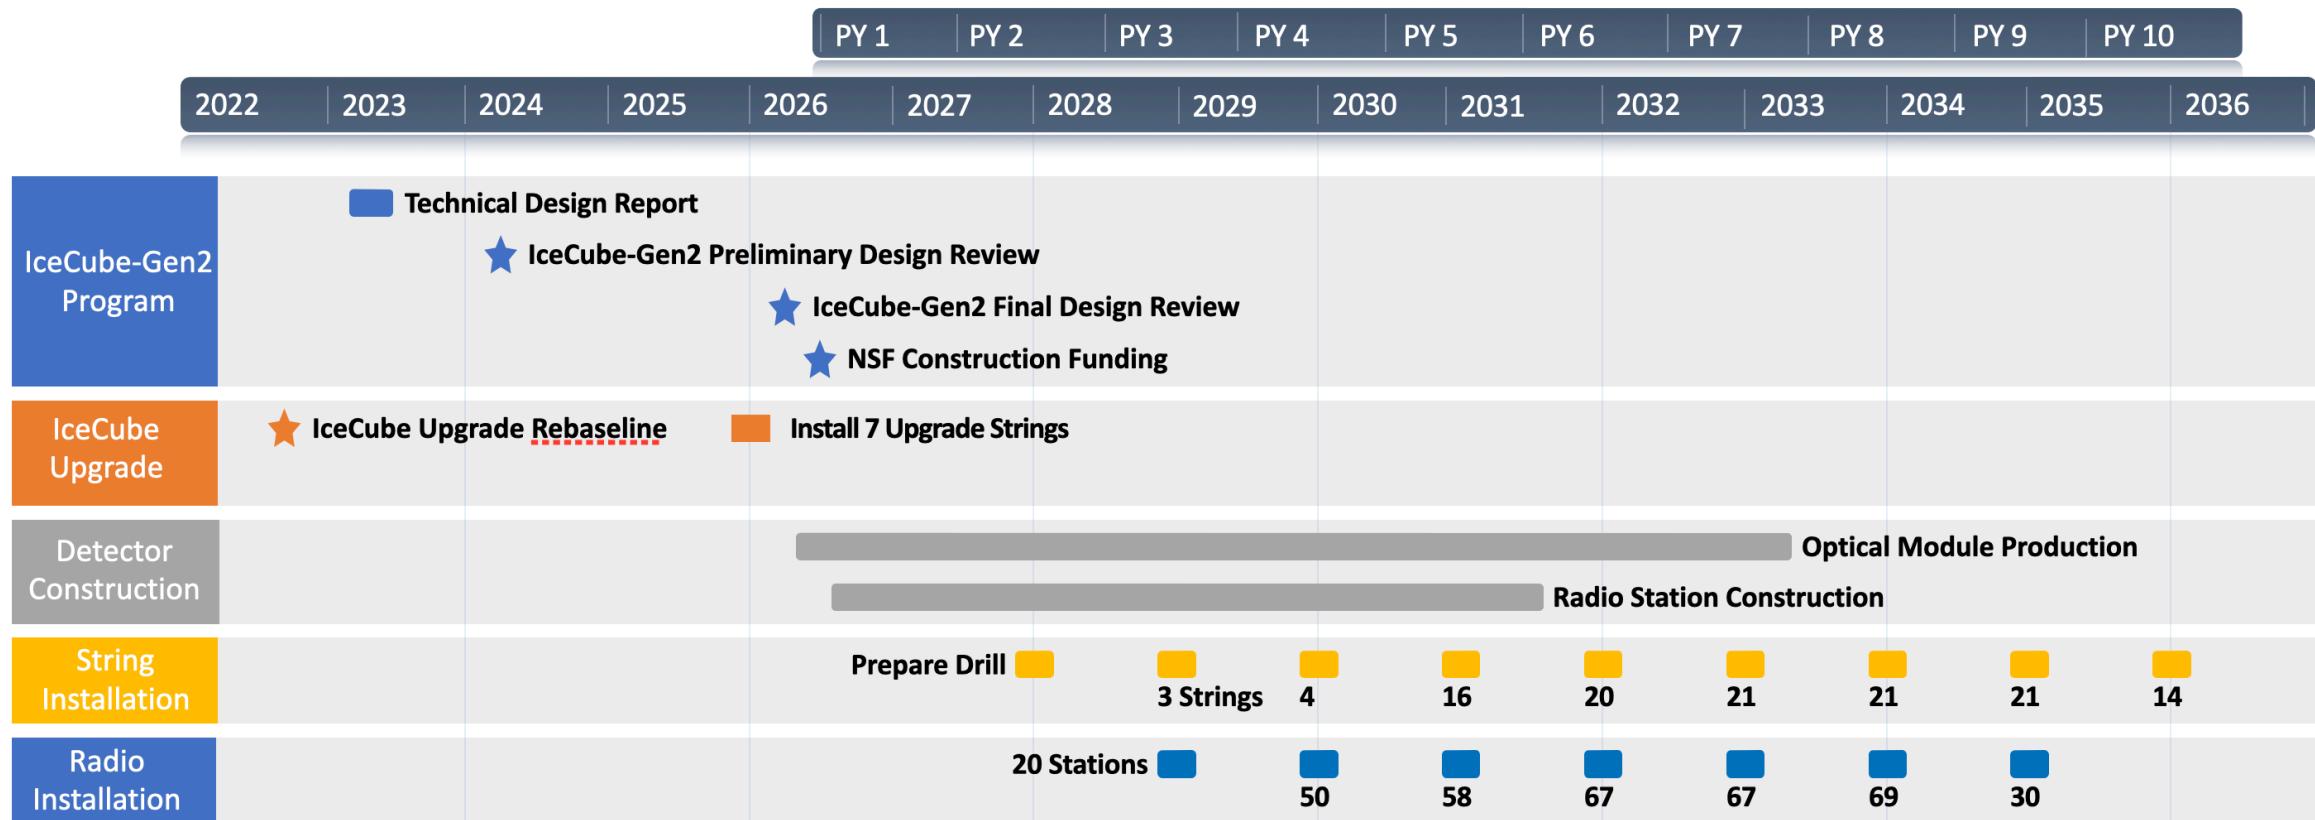 PY 1 PY 2 PY 3 PY 4 PY 5 PY 6 PY 7 PY 8 PY 9 PY 10
2022 2023 2024 2025 2026 2027 2028 2029 2030 2031 2032 2033 2034 2035 2036
IceCube-Gen2
Program
Technical Design Report
IceCube-Gen2 Preliminary Design Review
IceCube-Gen2 Final Design Review
NSF Construction Funding
IceCube
Upgrade
IceCube Upgrade Rebaseline
Install 7 Upgrade Strings
Detector
Construction
Optical Module Production
Radio Station Construction
String
Installation
Prepare Drill
3 Strings 4 16 20 21 21 21 14
Radio
Installation
20 Stations
50 58 67 67 69 30